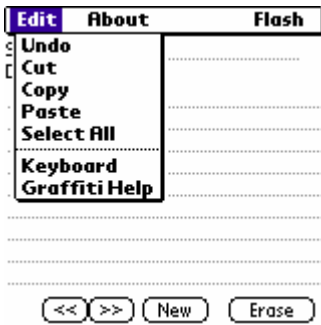 Edit About Flash
Undo
Cut
Copy
Paste
Select All
Keyboard
Graffiti Help
<< >> New Erase